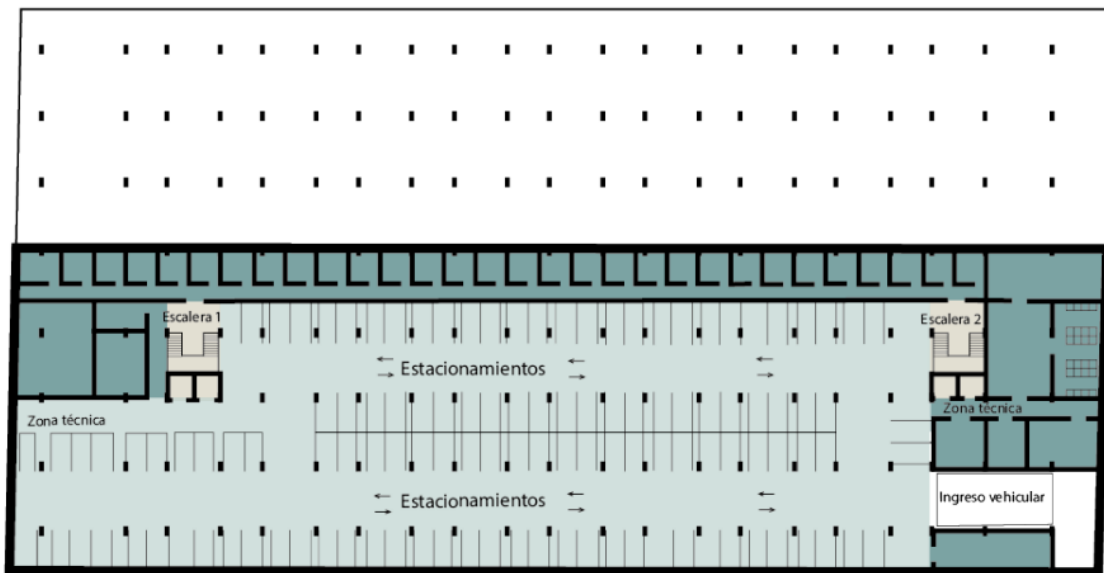 Escalera 1
Escalera 2
Estacionamientos
Zona técnica
Zona técnica
Estacionamientos
Ingreso vehicular